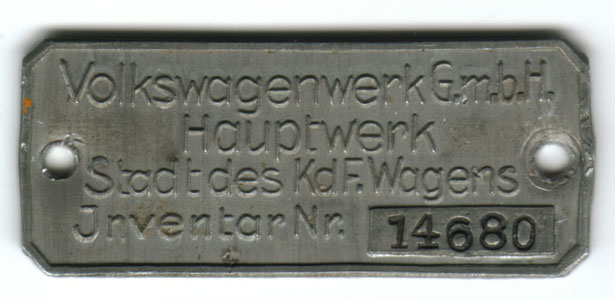 Volkswagenwerk G.m.b.H.
Hauptwerk
Stadt des KdF. Wagens
Jnventar Nr. 14680